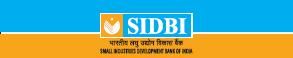 SIDBI
भारतीय लघु उद्योग विकास बैंक
SMALL INDUSTRIES DEVELOPMENT BANK OF INDIA